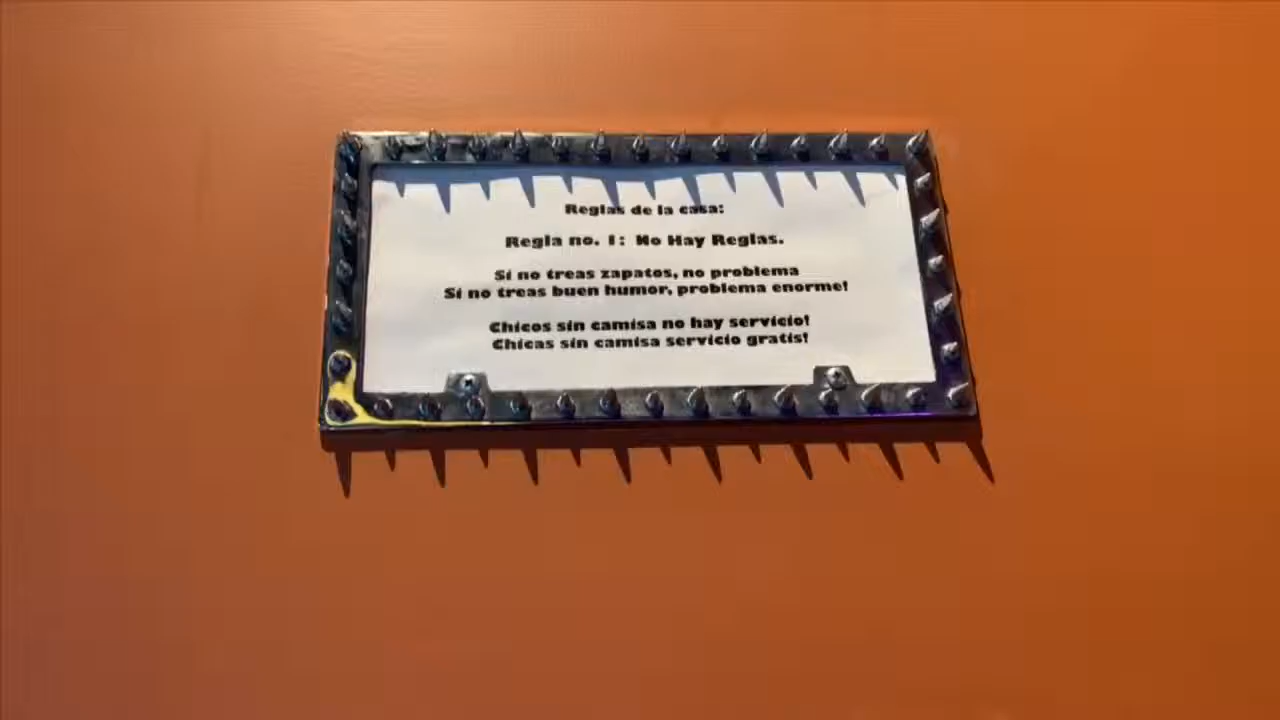 Reglas de la casa:
Regla no. 1: No Hay Reglas.
Si no treas zapatos, no problema
Si no treas buen humor, problema enorme!
Chicos sin camisa no hay servicio!
Chicas sin camisa servicio gratis!